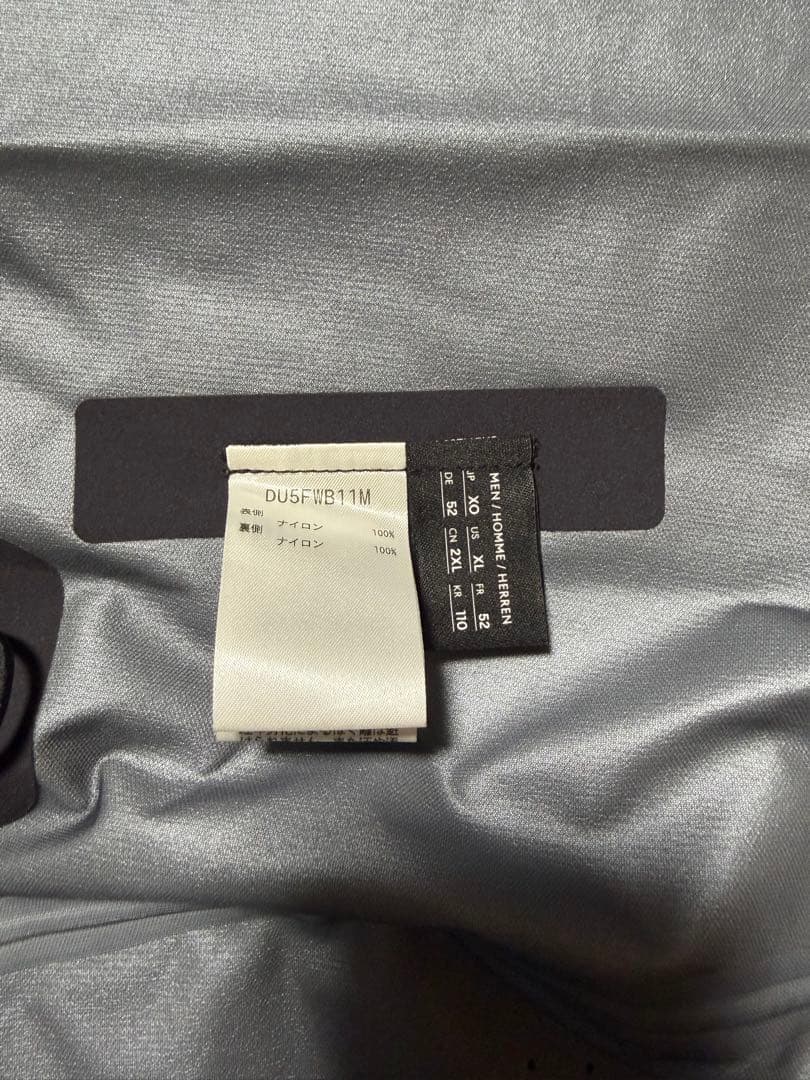 DU5FWB11M
表側 ナイロン 100%
裏側 ナイロン 100%
MEN / HOMME / HERREN
JP XO US XL FR 52
DE 52 CN 2XL KR 110